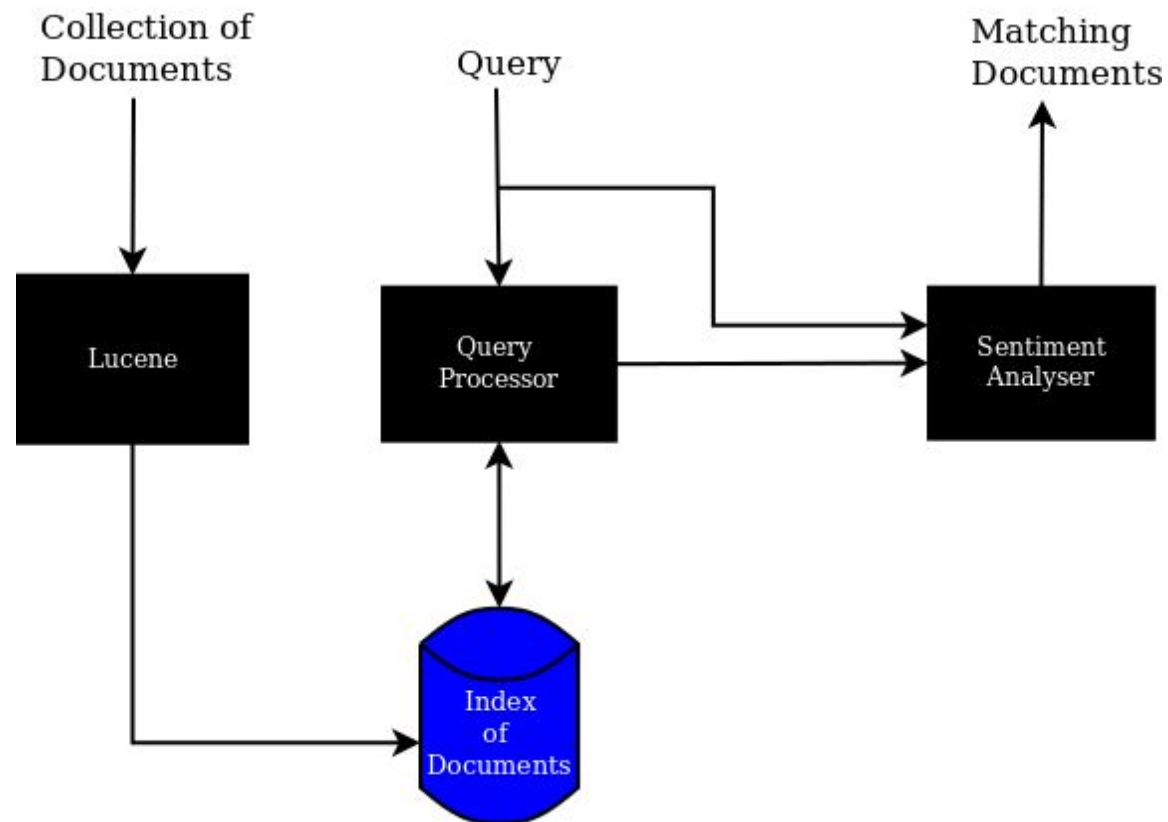 Collection of
Documents
Query
Matching
Documents
Lucene
Query
Processor
Sentiment
Analyser
Index
of
Documents